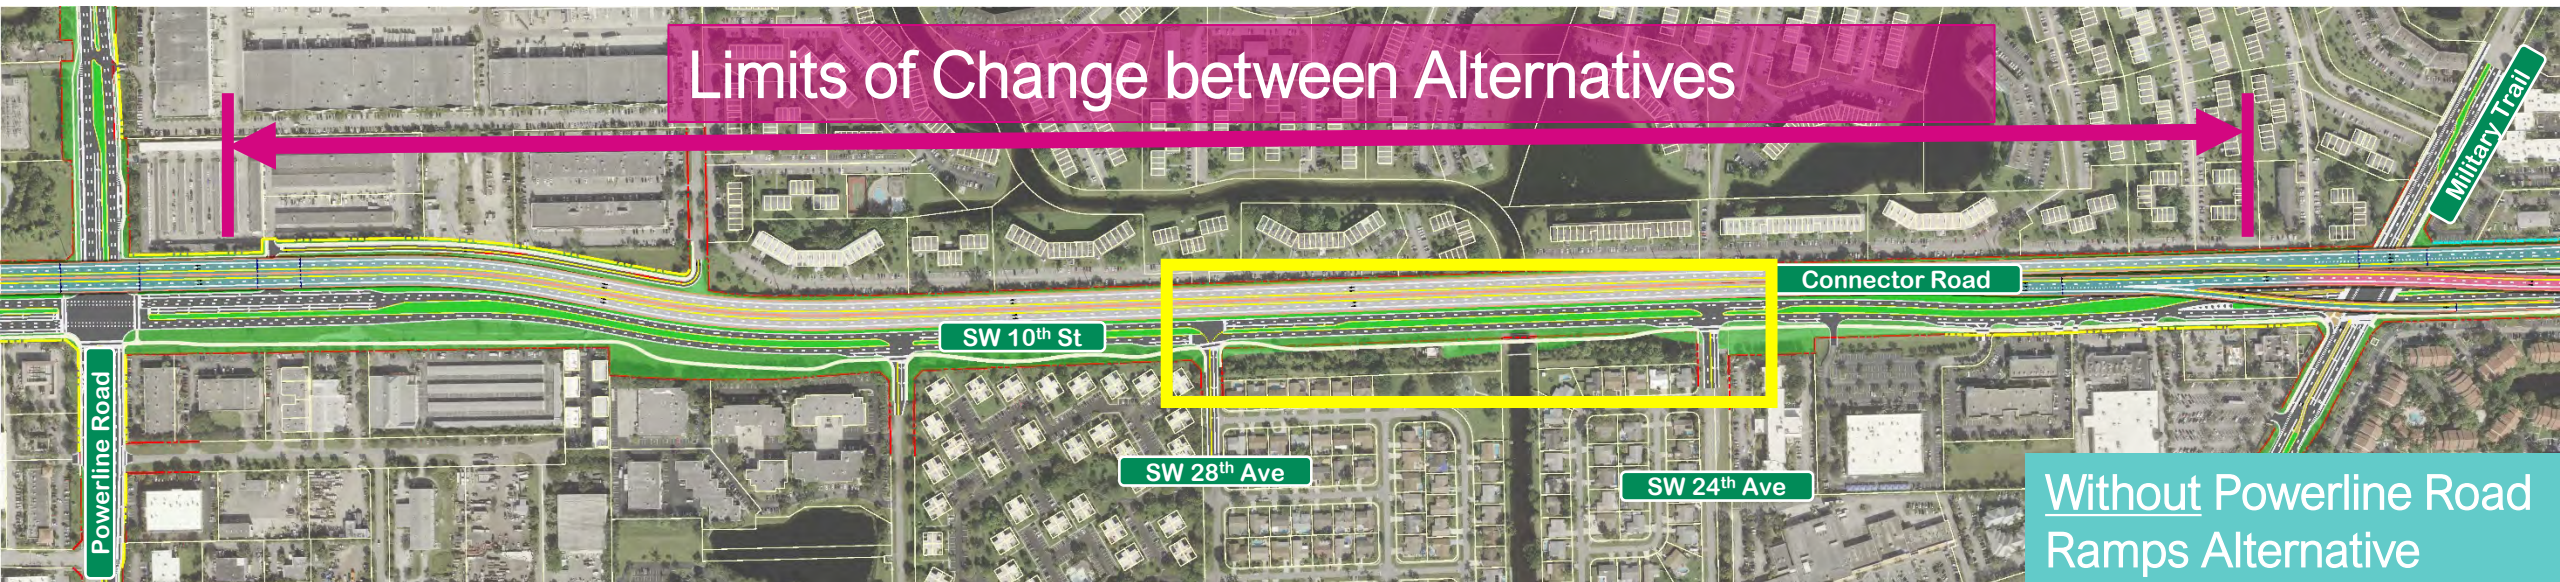 Limits of Change between Alternatives
Military Trail
Connector Road
SW 10th St
Powerline Road
SW 28th Ave
SW 24th Ave
Without Powerline Road
Ramps Alternative